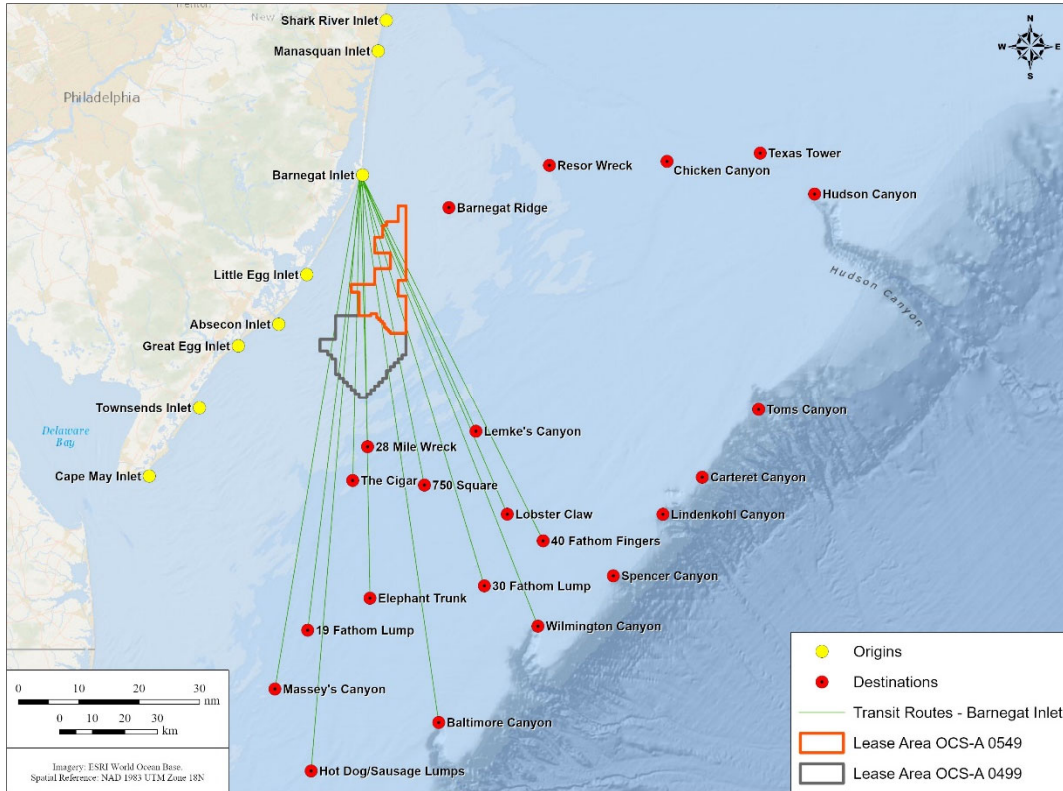 Trenton
New
Shark River Inlet
N
W E
S
Manasquan Inlet
Philadelphia
Texas Tower
Resor Wreck
Chicken Canyon
Barnegat Inlet
Hudson Canyon
Barnegat Ridge
Little Egg Inlet
Hudson Canyon
Absecon Inlet
Great Egg Inlet
Townsends Inlet
Toms Canyon
Delaware
Bay
Lemke's Canyon
28 Mile Wreck
Cape May Inlet
The Cigar
750 Square
Carteret Canyon
Lobster Claw
Lindenkohl Canyon
40 Fathom Fingers
Spencer Canyon
30 Fathom Lump
Elephant Trunk
19 Fathom Lump
Wilmington Canyon
Massey's Canyon
Baltimore Canyon
Hot Dog/Sausage Lumps
0 10 20 30
nm
0 10 20 30
km
Imagery: ESRI World Ocean Base.
Spatial Reference: NAD 1983 UTM Zone 18N
Legend
Origins
Destinations
Transit Routes - Barnegat Inlet
Lease Area OCS-A 0549
Lease Area OCS-A 0499